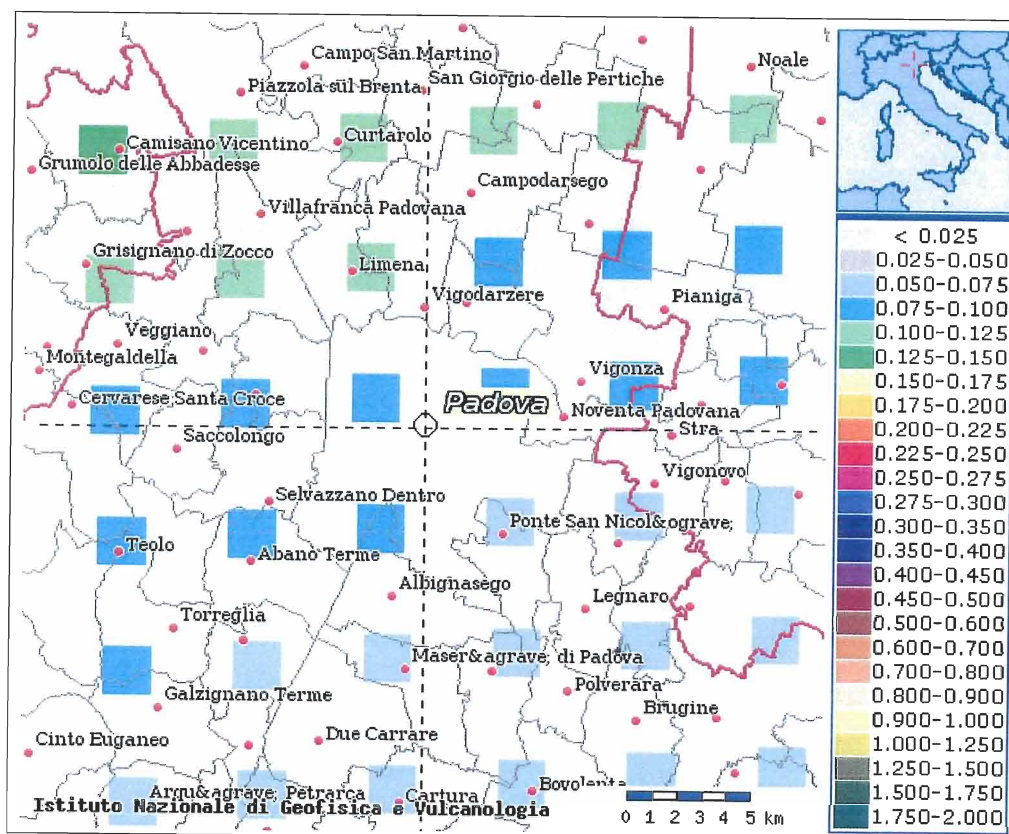 Campo San Martino
Noale
Piazzola sul Brenta
San Giorgio delle Pertiche
Camisano Vicentino
Curtarolo
Grumolo delle Abbadesse
Campodarsego
Villafranca Padovana
Grisignano di Zocco
Limena
Vigodarzere
Pianiga
Veggiano
Montegaldella
Vigonza
Cervarese Santa Croce
Padova
Noventa Padovana
Saccolongo
Stra
Vigonovo
Selvazzano Dentro
Ponte San Nicol&ograve;
Teolo
Abano Terme
Albignasego
Legnaro
Torreglia
Maser&agrave; di Padova
Polverara
Galzignano Terme
Brugine
Cinto Euganeo
Due Carrare
Bovolenta
Arqu&agrave; Petrarca
Cartura
Istituto Nazionale di Geofisica e Vulcanologia
0 1 2 3 4 5 km
< 0.025
0.025-0.050
0.050-0.075
0.075-0.100
0.100-0.125
0.125-0.150
0.150-0.175
0.175-0.200
0.200-0.225
0.225-0.250
0.250-0.275
0.275-0.300
0.300-0.350
0.350-0.400
0.400-0.450
0.450-0.500
0.500-0.600
0.600-0.700
0.700-0.800
0.800-0.900
0.900-1.000
1.000-1.250
1.250-1.500
1.500-1.750
1.750-2.000